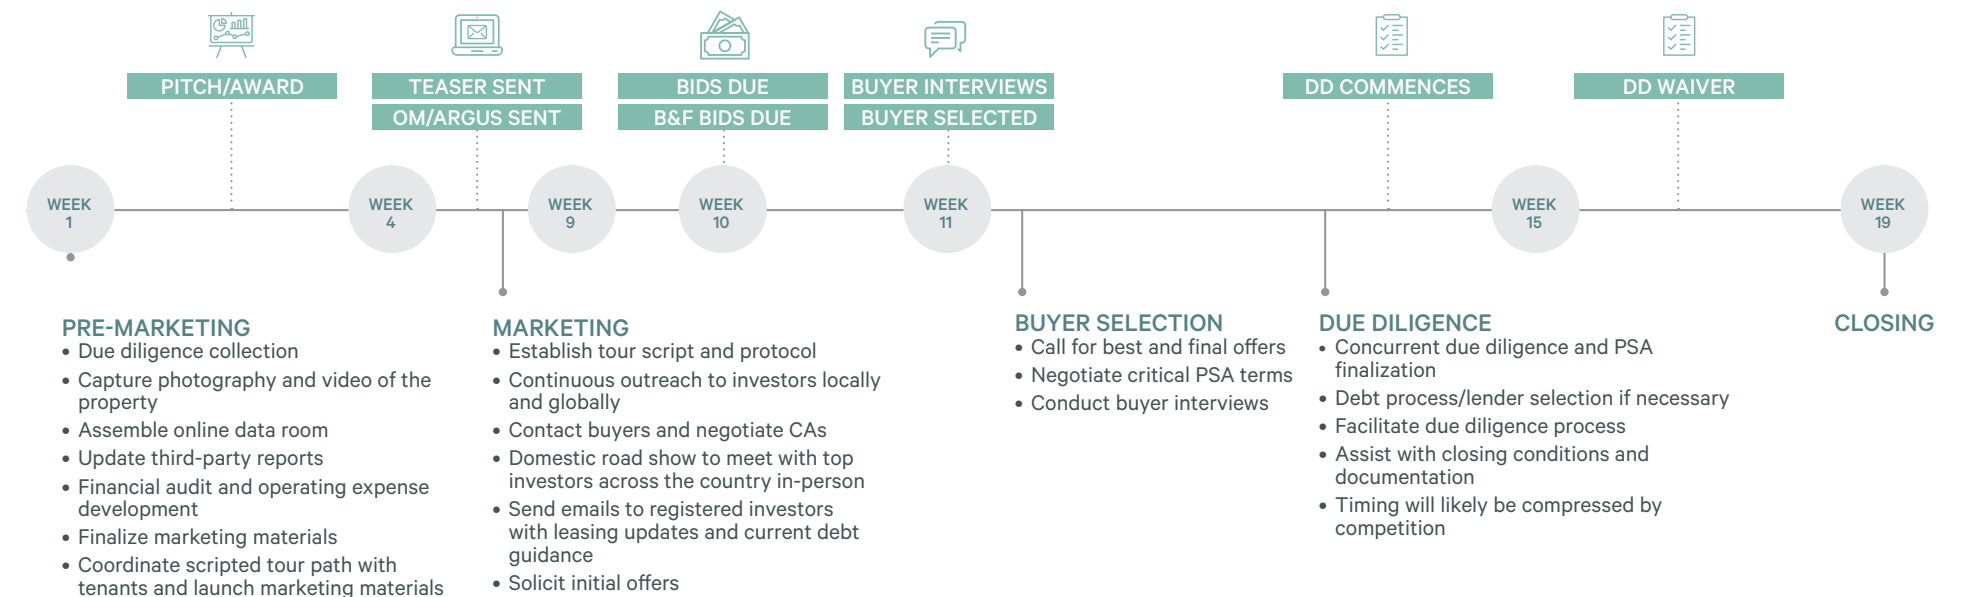 PITCH/AWARD
TEASER SENT
OM/ARGUS SENT
BIDS DUE
B&F BIDS DUE
BUYER INTERVIEWS
BUYER SELECTED
DD COMMENCES
DD WAIVER
WEEK
1
WEEK
4
WEEK
9
WEEK
10
WEEK
11
WEEK
15
WEEK
19
PRE-MARKETING
• Due diligence collection
• Capture photography and video of the
property
• Assemble online data room
• Update third-party reports
• Financial audit and operating expense
development
• Finalize marketing materials
• Coordinate scripted tour path with
tenants and launch marketing materials
MARKETING
• Establish tour script and protocol
• Continuous outreach to investors locally
and globally
• Contact buyers and negotiate CAs
• Domestic road show to meet with top
investors across the country in-person
• Send emails to registered investors
with leasing updates and current debt
guidance
• Solicit initial offers
BUYER SELECTION
• Call for best and final offers
• Negotiate critical PSA terms
• Conduct buyer interviews
DUE DILIGENCE
• Concurrent due diligence and PSA
finalization
• Debt process/lender selection if necessary
• Facilitate due diligence process
• Assist with closing conditions and
documentation
• Timing will likely be compressed by
competition
CLOSING